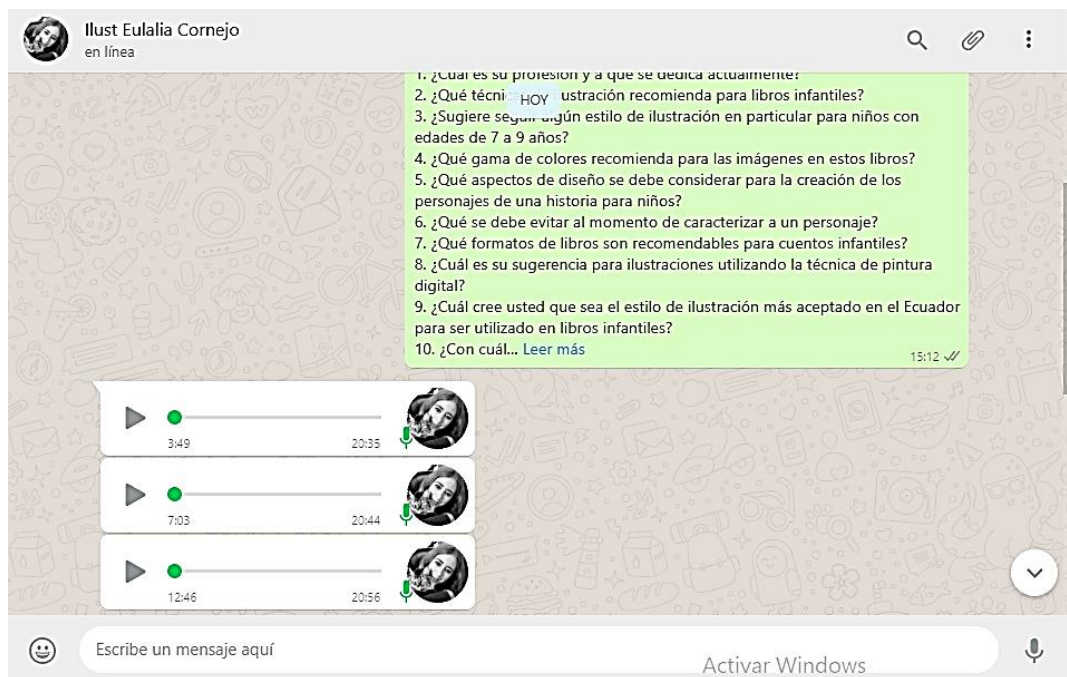 Ilust Eulalia Cornejo
en línea
1. ¿Cuál es su profesión y a qué se dedica actualmente?
HOY
2. ¿Qué ustración recomienda para libros infantiles?
3. ¿Sugiere seguir algún estilo de ilustración en particular para niños con
edades de 7 a 9 años?
4. ¿Qué gama de colores recomienda para las imágenes en estos libros?
5. ¿Qué aspectos de diseño se debe considerar para la creación de los
personajes de una historia para niños?
6. ¿Qué se debe evitar al momento de caracterizar a un personaje?
7. ¿Qué formatos de libros son recomendables para cuentos infantiles?
8. ¿Cuál es su sugerencia para ilustraciones utilizando la técnica de pintura
digital?
9. ¿Cuál cree usted que sea el estilo de ilustración más aceptado en el Ecuador
para ser utilizado en libros infantiles?
10. ¿Con cuál... Leer más
15:12
3:49 20:35
7:03 20:44
12:46 20:56
Escribe un mensaje aquí
Activar Windows